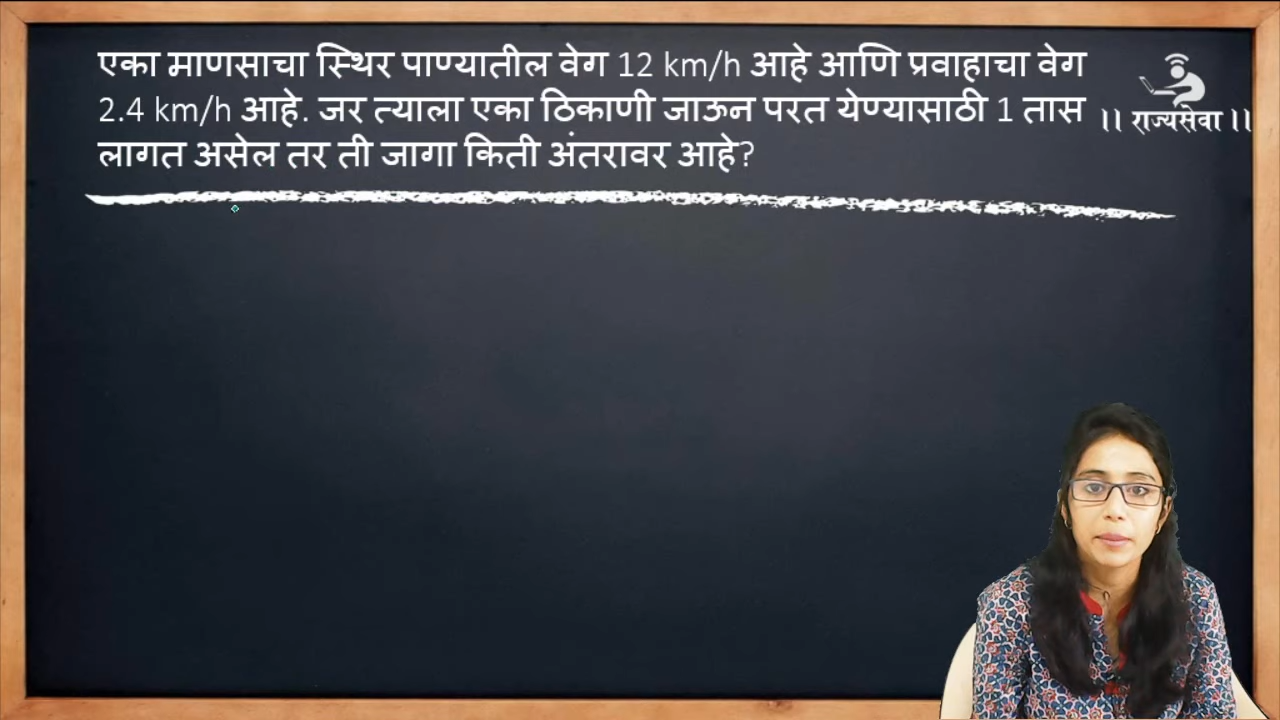 एका माणसाचा स्थिर पाण्यातील वेग 12 km/h आहे आणि प्रवाहाचा वेग
2.4 km/h आहे. जर त्याला एका ठिकाणी जाऊन परत येण्यासाठी 1 तास
लागत असेल तर ती जागा किती अंतरावर आहे?
।। राज्यसेवा ।।